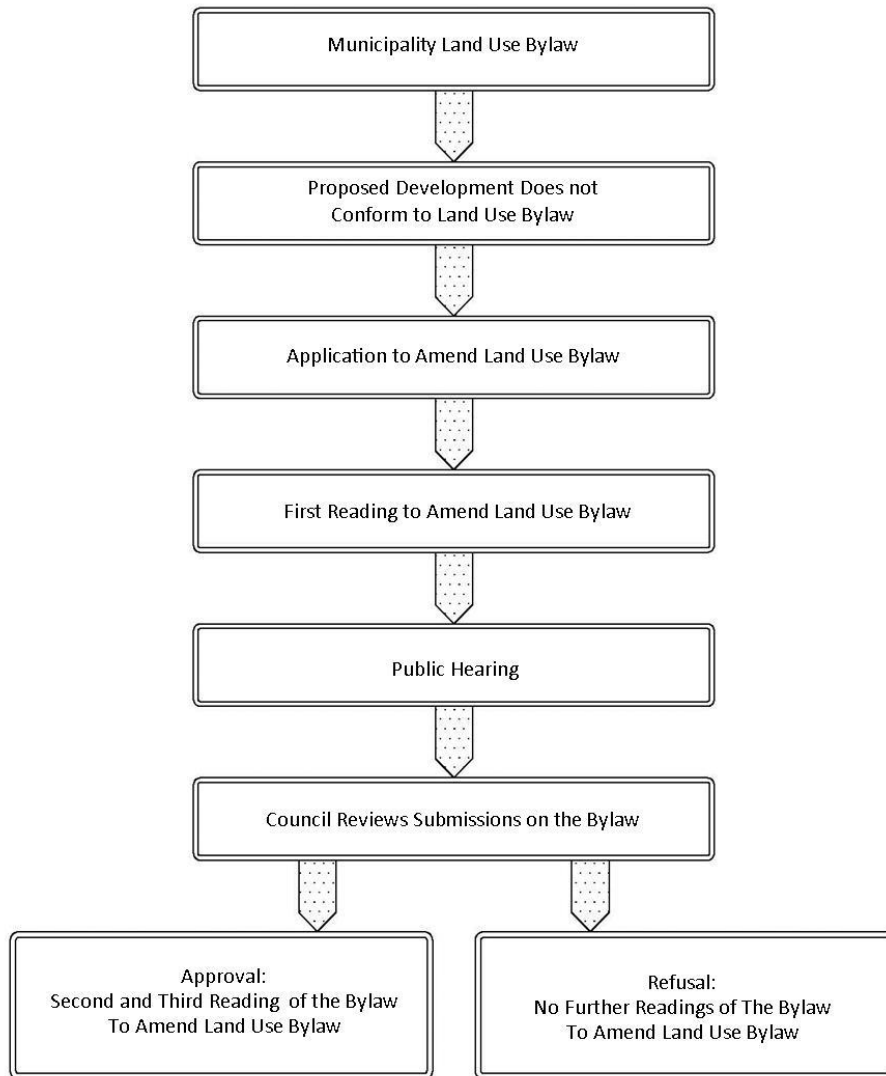 Municipality Land Use Bylaw
Proposed Development Does not
Conform to Land Use Bylaw
Application to Amend Land Use Bylaw
First Reading to Amend Land Use Bylaw
Public Hearing
Council Reviews Submissions on the Bylaw
Approval:
Second and Third Reading of the Bylaw
To Amend Land Use Bylaw
Refusal:
No Further Readings of The Bylaw
To Amend Land Use Bylaw